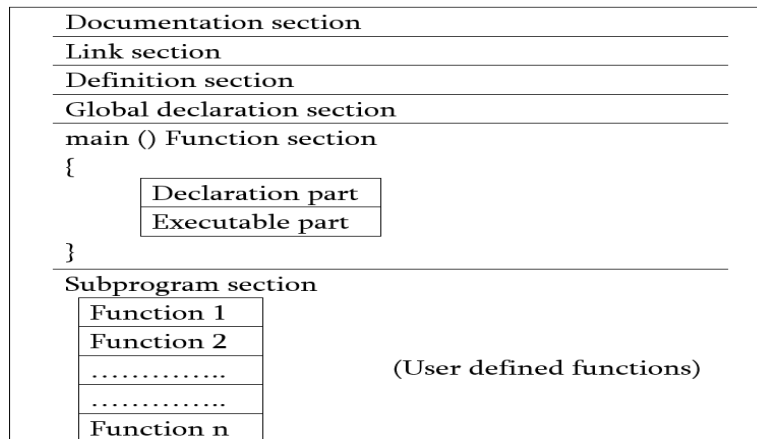 Documentation section
Link section
Definition section
Global declaration section
main () Function section
{
Declaration part
Executable part
}
Subprogram section
Function 1
Function 2
…………..
(User defined functions)
…………..
Function n